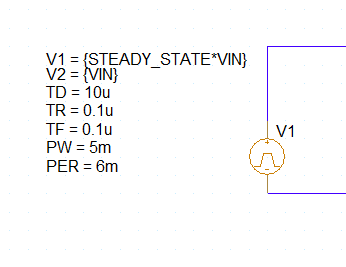 V1 = {STEADY_STATE*VIN}
V2 = {VIN}
TD = 10u
TR = 0.1u
TF = 0.1u
PW = 5m
PER = 6m
V1